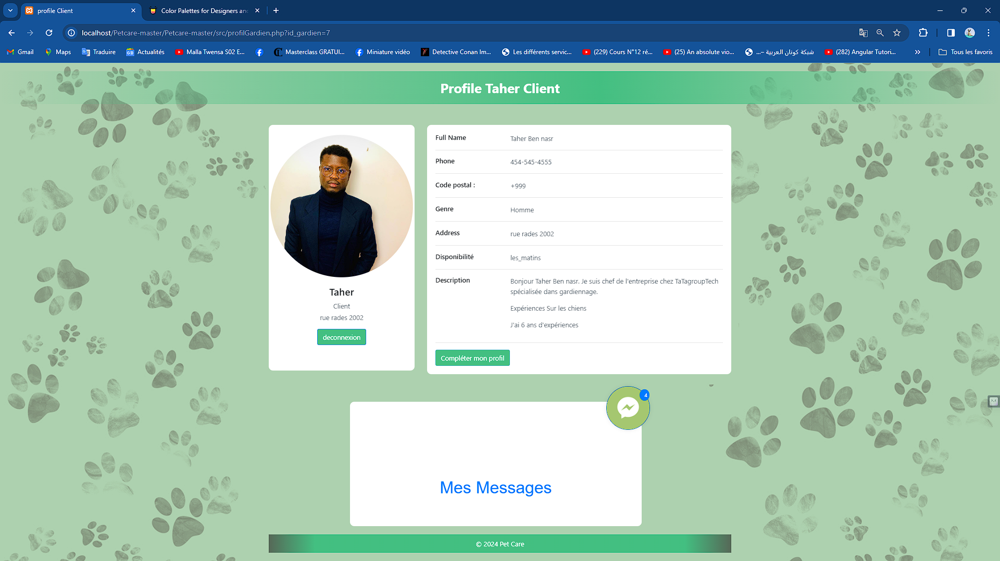 profile Client
Color Palettes for Designers and
localhost/Petcare-master/Petcare-master/src/profilGardien.php?id_gardien=7
Gmail
Maps
Traduire
Actualités
Malla Twensa S02 E...
Masterclass GRATUI...
Miniature vidéo
Detective Conan Im...
Les différents servic...
(229) Cours N°12 ré...
(25) An absolute vio...
شبكة كونان العربية –...
(282) Angular Tutori...
Tous les favoris
Profile Taher Client
Taher
Client
rue rades 2002
deconnexion
Full Name Taher Ben nasr
Phone 454-545-4555
Code postal : +999
Genre Homme
Address rue rades 2002
Disponibilité les_matins
Description Bonjour Taher Ben nasr. Je suis chef de l'entreprise chez TaTagroupTech
spécialisée dans gardiennage.
Expériences Sur les chiens
J'ai 6 ans d'expériences
Compléter mon profil
4
Mes Messages
© 2024 Pet Care